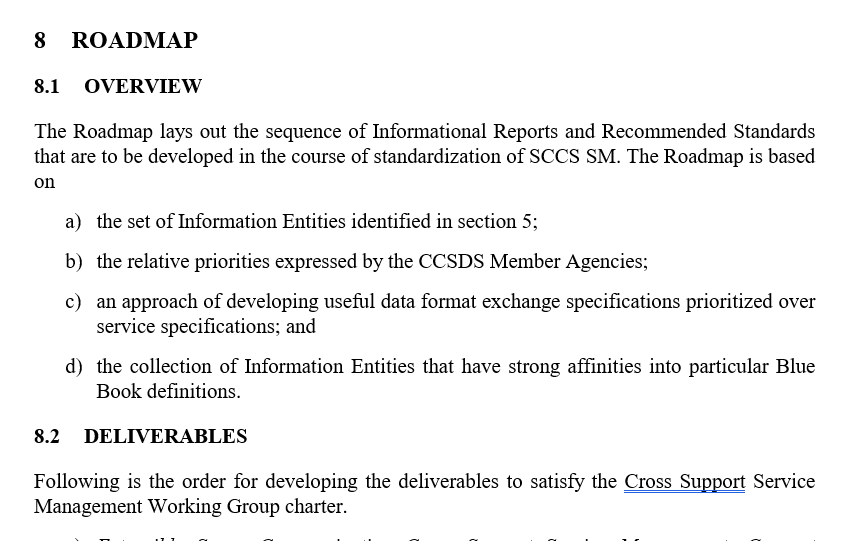 8 ROADMAP
8.1 OVERVIEW
The Roadmap lays out the sequence of Informational Reports and Recommended Standards
that are to be developed in the course of standardization of SCCS SM. The Roadmap is based
on
a) the set of Information Entities identified in section 5;
b) the relative priorities expressed by the CCSDS Member Agencies;
c) an approach of developing useful data format exchange specifications prioritized over
service specifications; and
d) the collection of Information Entities that have strong affinities into particular Blue
Book definitions.
8.2 DELIVERABLES
Following is the order for developing the deliverables to satisfy the Cross Support Service
Management Working Group charter.